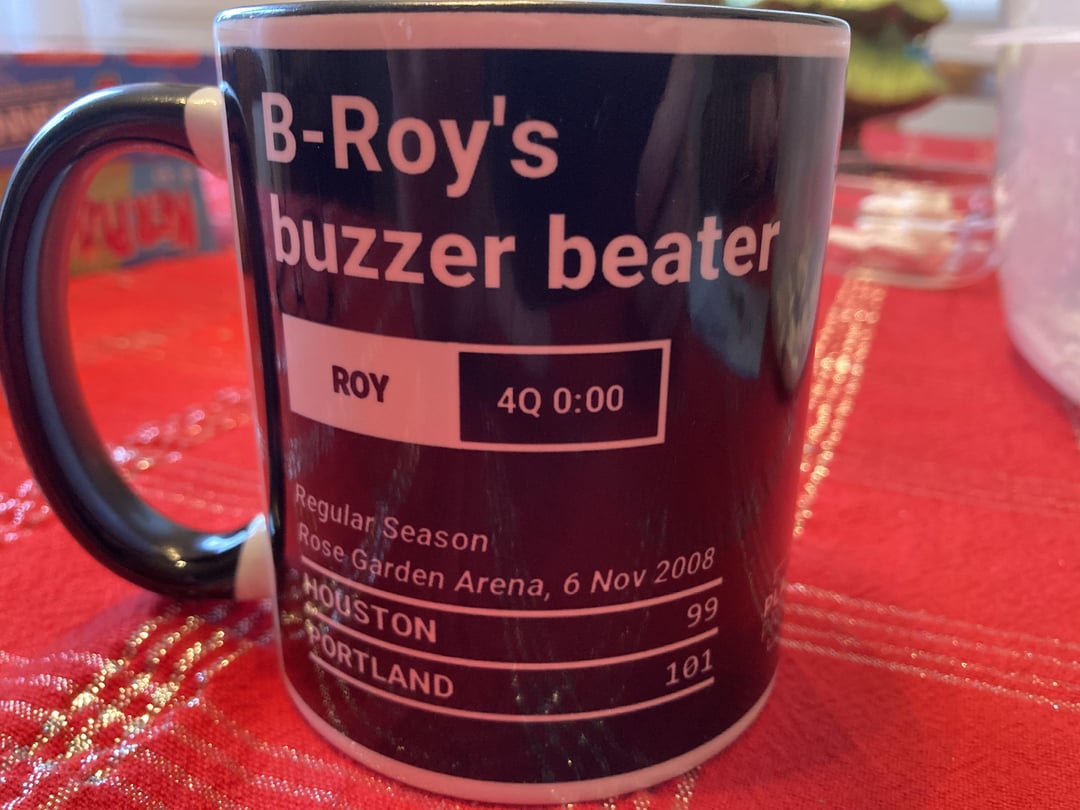 B-Roy's
buzzer beater
ROY 4Q 0:00
Regular Season
Rose Garden Arena, 6 Nov 2008
HOUSTON 99
PORTLAND 101